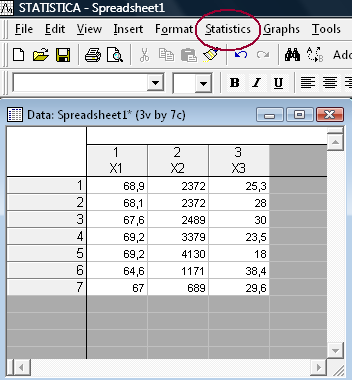 STATISTICA - Spreadsheet1
File Edit View Insert Format Statistics Graphs Tools
Add
B I U
Data: Spreadsheet1* (3v by 7c)
1 2 3
X1 X2 X3
1 68,9 2372 25,3
2 68,1 2372 28
3 67,6 2489 30
4 69,2 3379 23,5
5 69,2 4130 18
6 64,6 1171 38,4
7 67 689 29,6